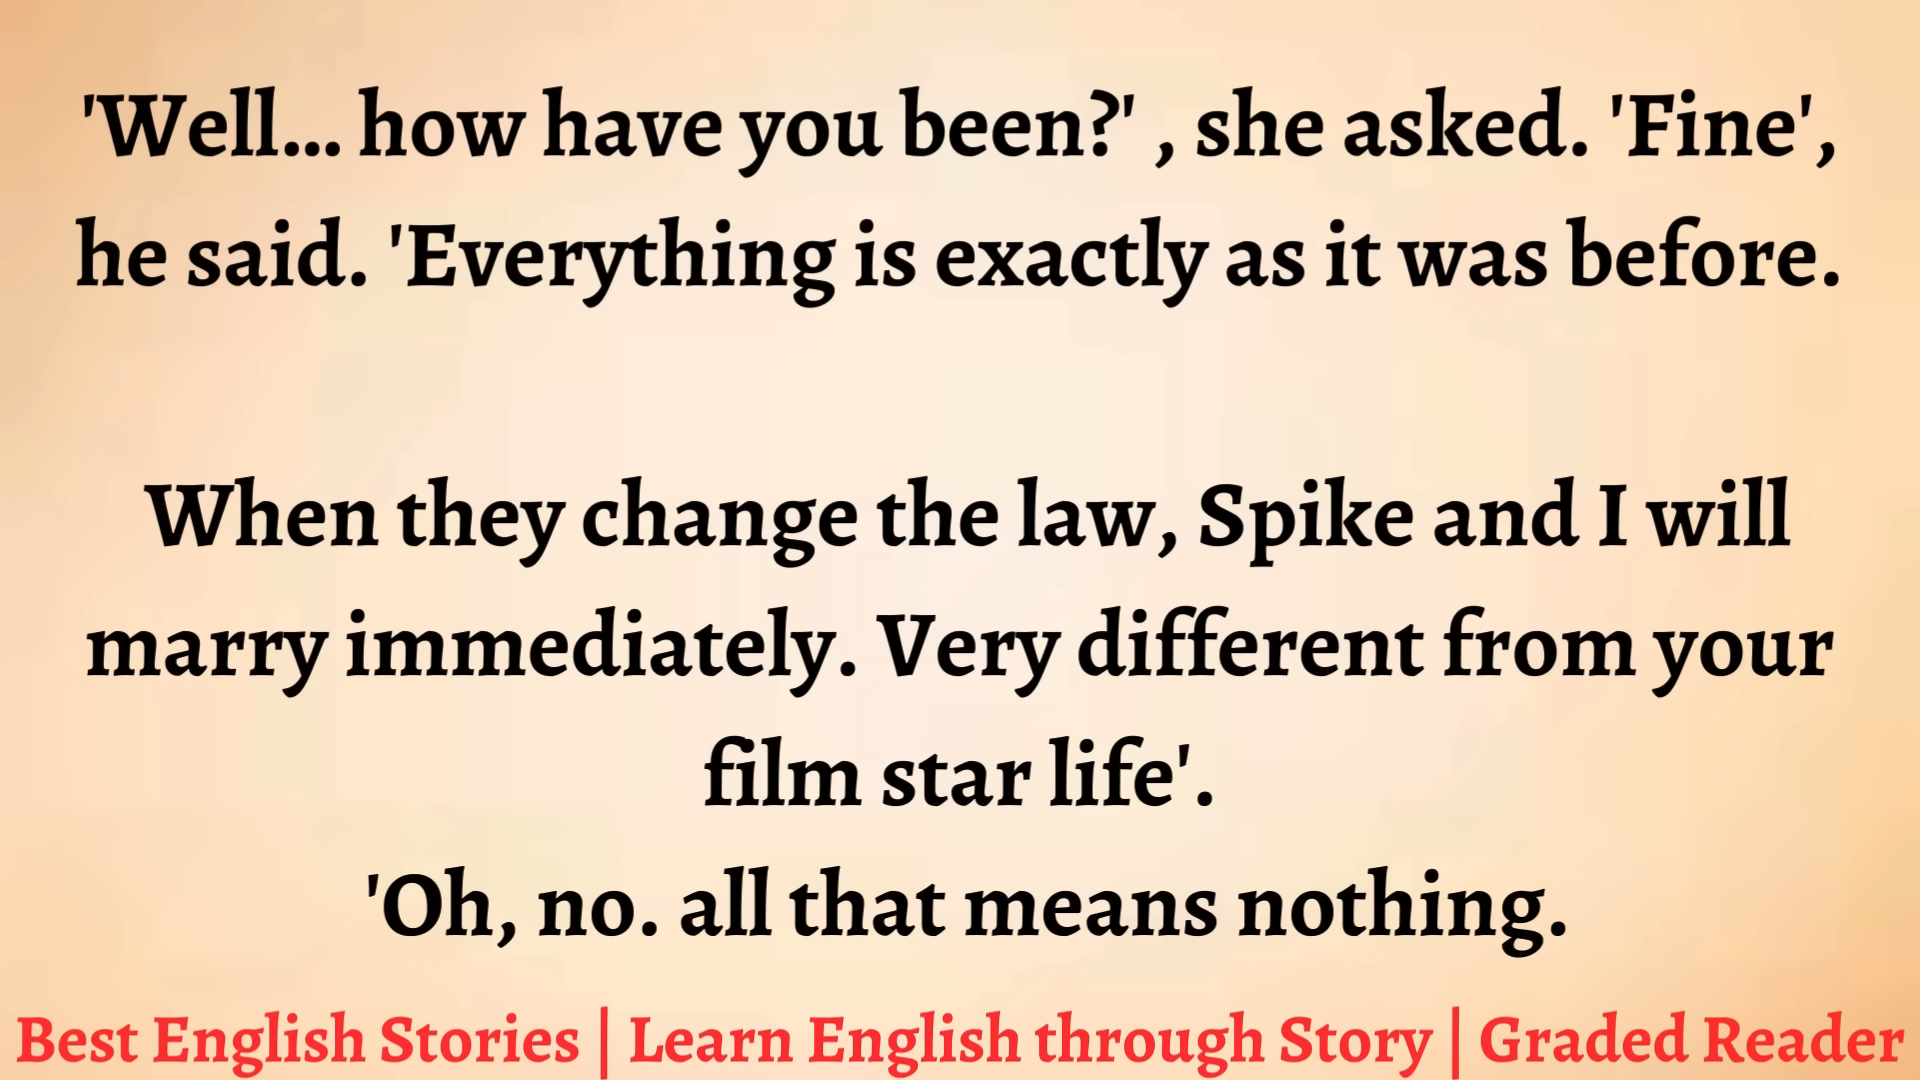 'Well... how have you been?' , she asked. 'Fine',
he said. 'Everything is exactly as it was before.
When they change the law, Spike and I will
marry immediately. Very different from your
film star life'.
'Oh, no. all that means nothing.
Best English Stories | Learn English through Story | Graded Reader